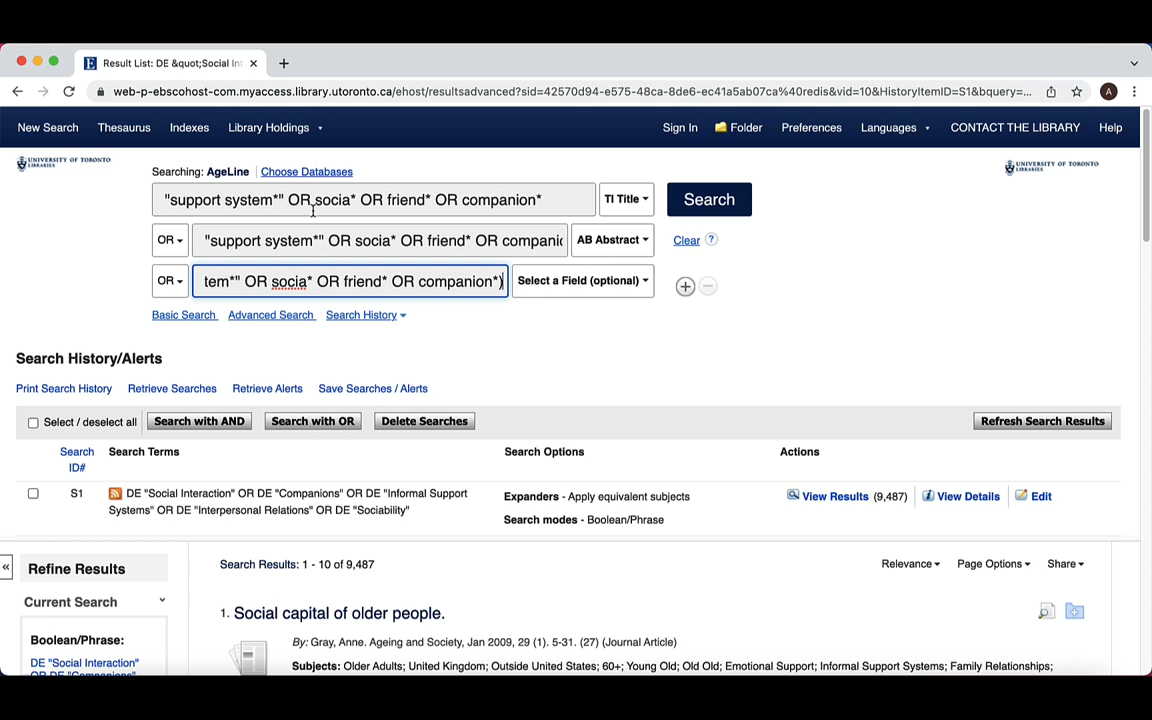 Result List: DE &quot;Social Int
web-p-ebscohost-com.myaccess.library.utoronto.ca/ehost/resultsadvanced?sid=42570d94-e575-48ca-8de6-ec41a5ab07ca%40redis&vid=10&HistoryItemID=S1&bquery=...
A
New Search Thesaurus Indexes Library Holdings Sign In Folder Preferences Languages CONTACT THE LIBRARY Help
UNIVERSITY OF TORONTO
LIBRARIES
UNIVERSITY OF TORONTO
LIBRARIES
Searching: AgeLine Choose Databases
"support system*" OR socia* OR friend* OR companion* TI Title Search
OR "support system*" OR socia* OR friend* OR companic AB Abstract Clear ?
OR tem*" OR socia* OR friend* OR companion*) Select a Field (optional)
Basic Search Advanced Search Search History
Search History/Alerts
Print Search History Retrieve Searches Retrieve Alerts Save Searches / Alerts
Select / deselect all Search with AND Search with OR Delete Searches Refresh Search Results
Search ID# Search Terms Search Options Actions
S1 DE "Social Interaction" OR DE "Companions" OR DE "Informal Support
Systems" OR DE "Interpersonal Relations" OR DE "Sociability"
Expanders - Apply equivalent subjects
Search modes - Boolean/Phrase
View Results (9,487) View Details Edit
Refine Results
Current Search
Boolean/Phrase:
DE "Social Interaction"
OR DE "Companions"
Search Results: 1 - 10 of 9,487 Relevance Page Options Share
1. Social capital of older people.
By: Gray, Anne. Ageing and Society, Jan 2009, 29 (1). 5-31. (27) (Journal Article)
Subjects: Older Adults; United Kingdom; Outside United States; 60+; Young Old; Old Old; Emotional Support; Informal Support Systems; Family Relationships;